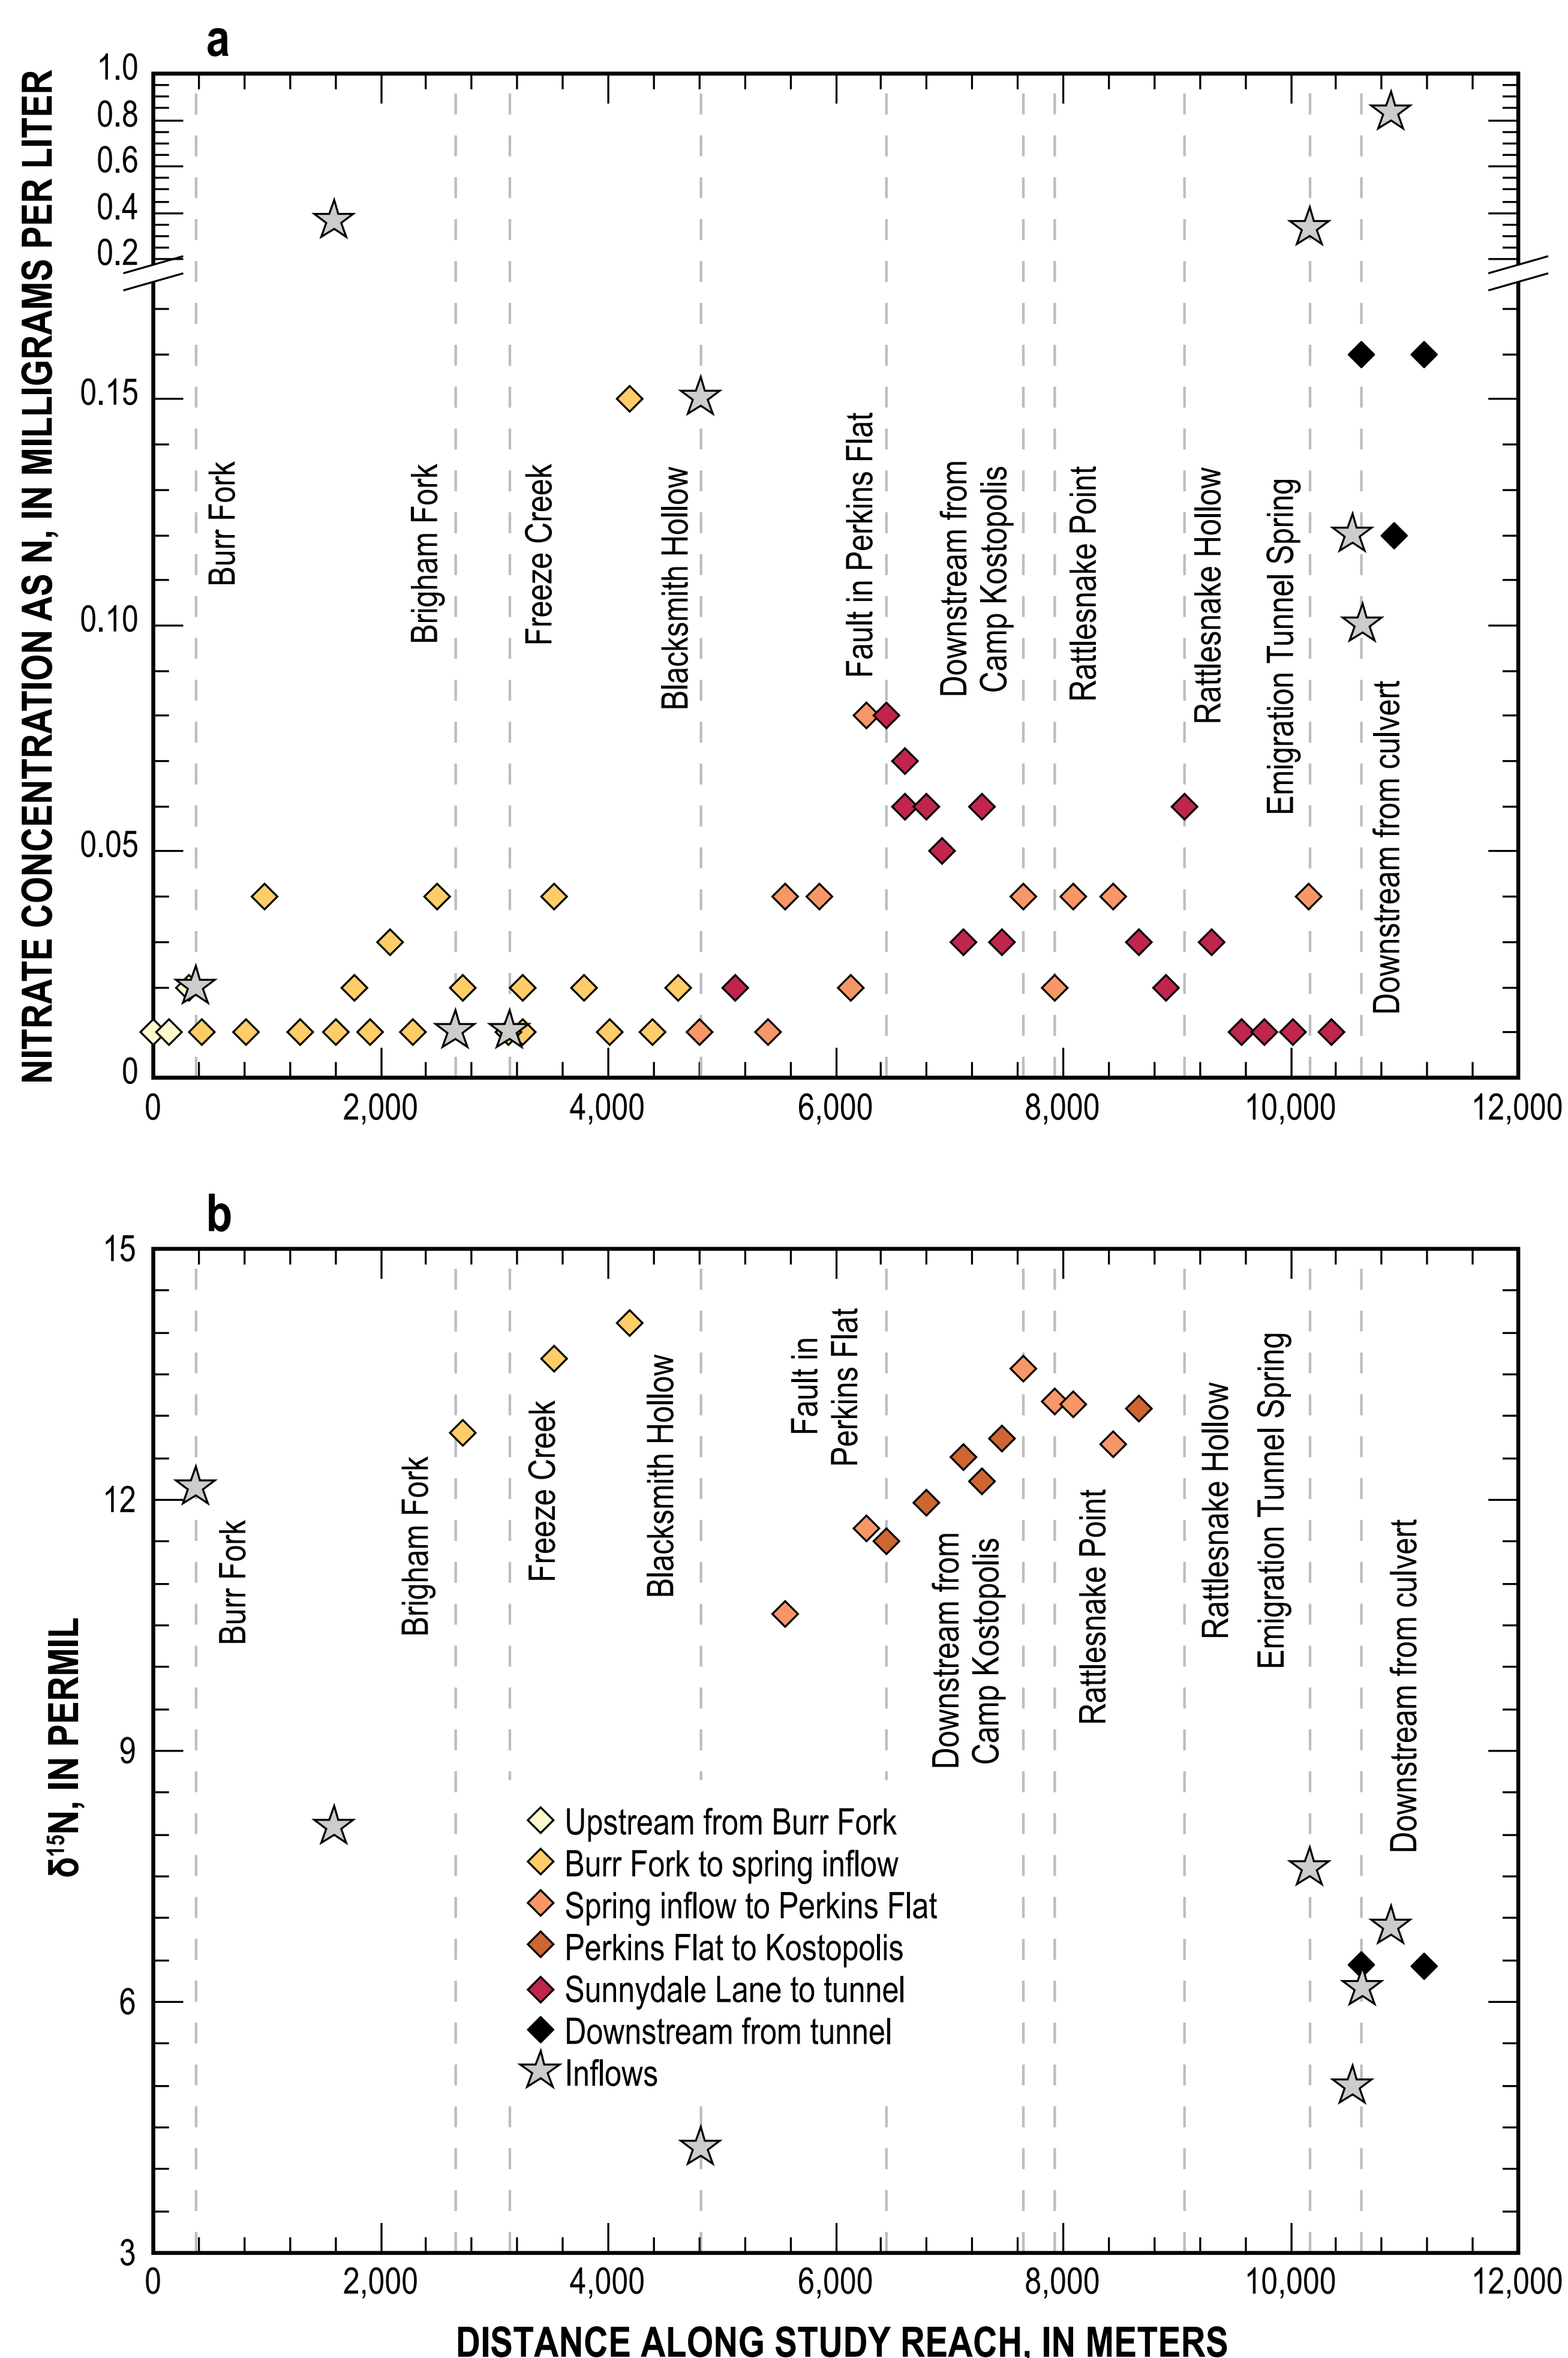 a
NITRATE CONCENTRATION AS N, IN MILLIGRAMS PER LITER
1.0
0.8
0.6
0.4
0.2
0.15
0.10
0.05
0
Burr Fork
Brigham Fork
Freeze Creek
Blacksmith Hollow
Fault in Perkins Flat
Downstream from
Camp Kostopolis
Rattlesnake Point
Rattlesnake Hollow
Emigration Tunnel Spring
Downstream from culvert
0 2,000 4,000 6,000 8,000 10,000 12,000
b
δ¹⁵N, IN PERMIL
15
12
9
6
3
Burr Fork
Brigham Fork
Freeze Creek
Blacksmith Hollow
Fault in
Perkins Flat
Downstream from
Camp Kostopolis
Rattlesnake Point
Rattlesnake Hollow
Emigration Tunnel Spring
Downstream from culvert
Upstream from Burr Fork
Burr Fork to spring inflow
Spring inflow to Perkins Flat
Perkins Flat to Kostopolis
Sunnydale Lane to tunnel
Downstream from tunnel
Inflows
0 2,000 4,000 6,000 8,000 10,000 12,000
DISTANCE ALONG STUDY REACH, IN METERS